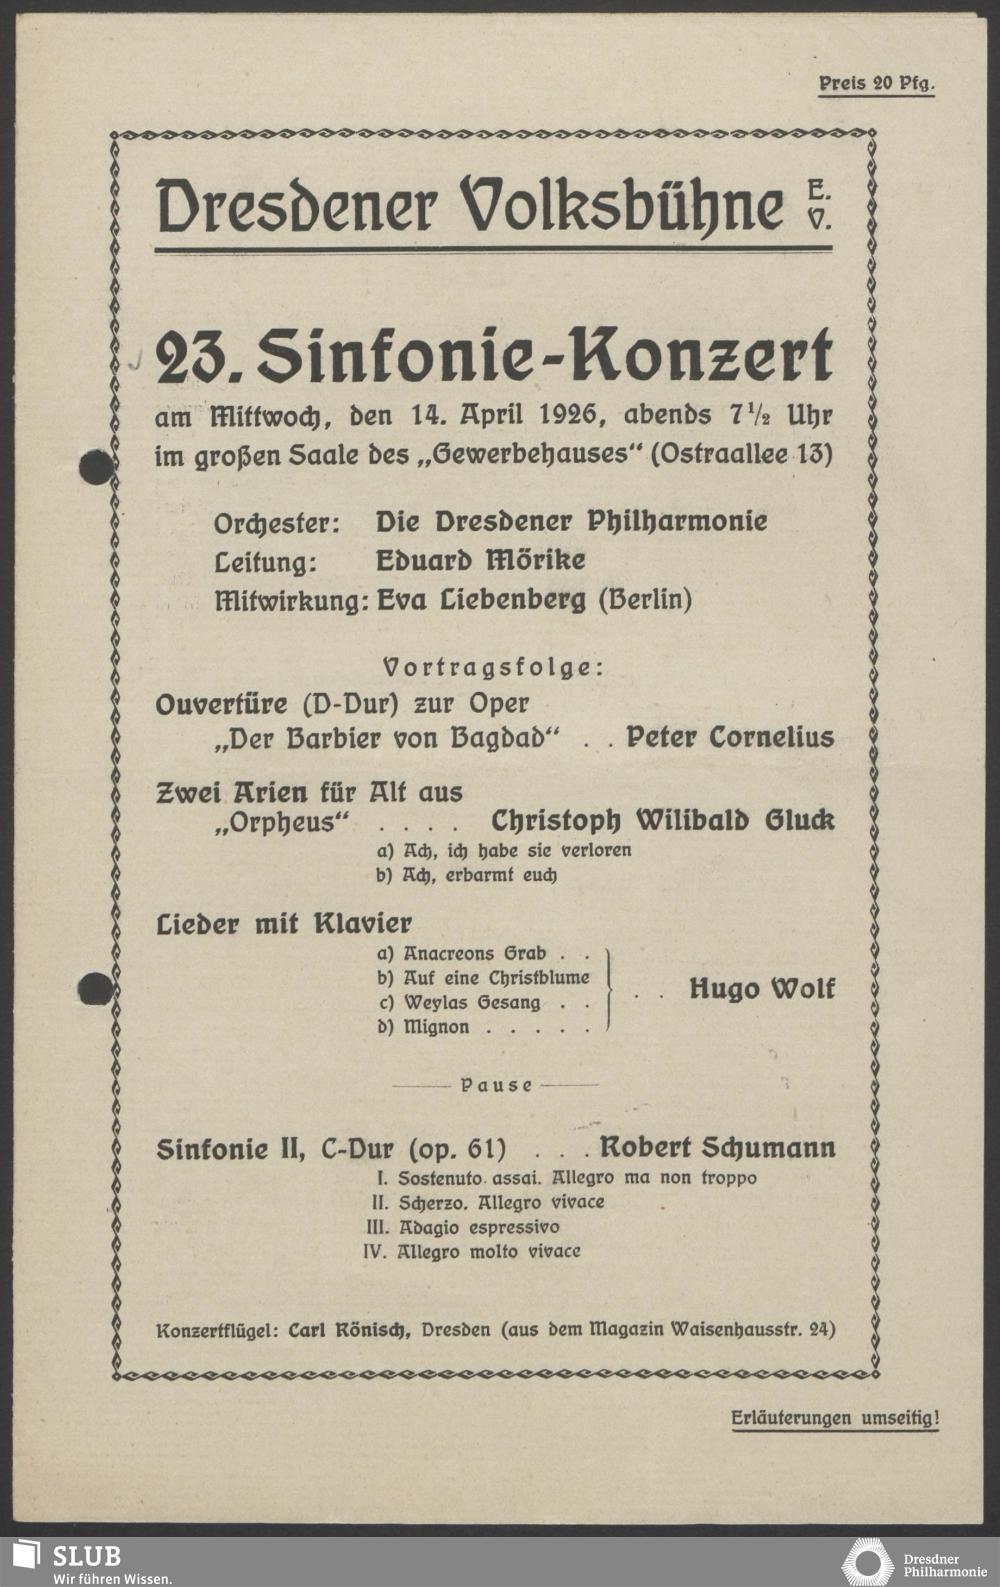 Preis 20 Pfg.
Dresdener Volksbühne E. V.
23. Sinfonie-Konzert
am Mittwoch, den 14. April 1926, abends 7 1/2 Uhr
im großen Saale des „Gewerbehauses“ (Ostraallee 13)
Orchester: Die Dresdener Philharmonie
Leitung: Eduard Mörike
Mitwirkung: Eva Liebenberg (Berlin)
Vortragsfolge:
Ouvertüre (D-Dur) zur Oper
„Der Barbier von Bagdad“ . . Peter Cornelius
Zwei Arien für Alt aus
„Orpheus“ . . . . Christoph Wilibald Gluck
a) Ach, ich habe sie verloren
b) Ach, erbarmt euch
Lieder mit Klavier
a) Anacreons Grab . .
b) Auf eine Christblume
c) Weylas Gesang . .
. . Hugo Wolf
d) Mignon . . . . .
Pause
Sinfonie II, C-Dur (op. 61) . . . Robert Schumann
I. Sostenuto assai. Allegro ma non troppo
II. Scherzo. Allegro vivace
III. Adagio espressivo
IV. Allegro molto vivace
Konzertflügel: Carl Rönisch, Dresden (aus dem Magazin Waisenhausstr. 24)
Erläuterungen umseitig!
SLUB
Wir führen Wissen.
Dresdner
Philharmonie